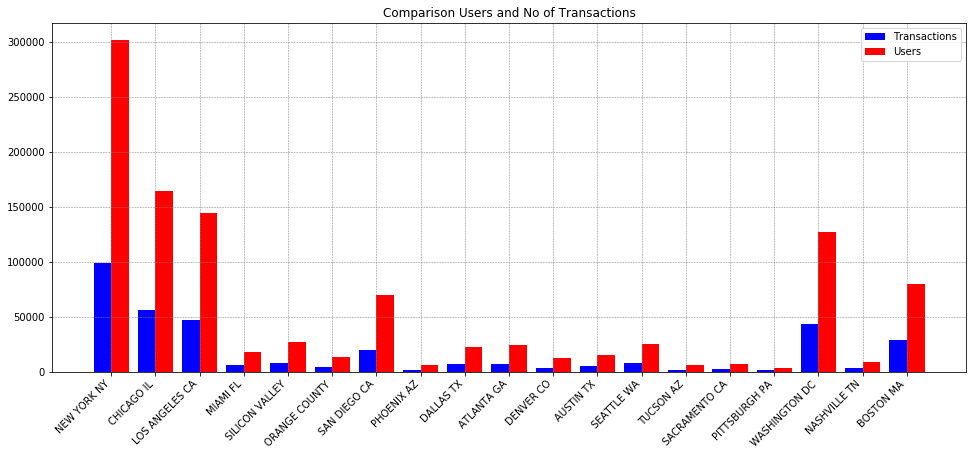 Comparison Users and No of Transactions
Transactions
Users
300000
250000
200000
150000
100000
50000
0
NEW YORK NY
CHICAGO IL
LOS ANGELES CA
MIAMI FL
SILICON VALLEY
ORANGE COUNTY
SAN DIEGO CA
PHOENIX AZ
DALLAS TX
ATLANTA GA
DENVER CO
AUSTIN TX
SEATTLE WA
TUCSON AZ
SACRAMENTO CA
PITTSBURGH PA
WASHINGTON DC
NASHVILLE TN
BOSTON MA